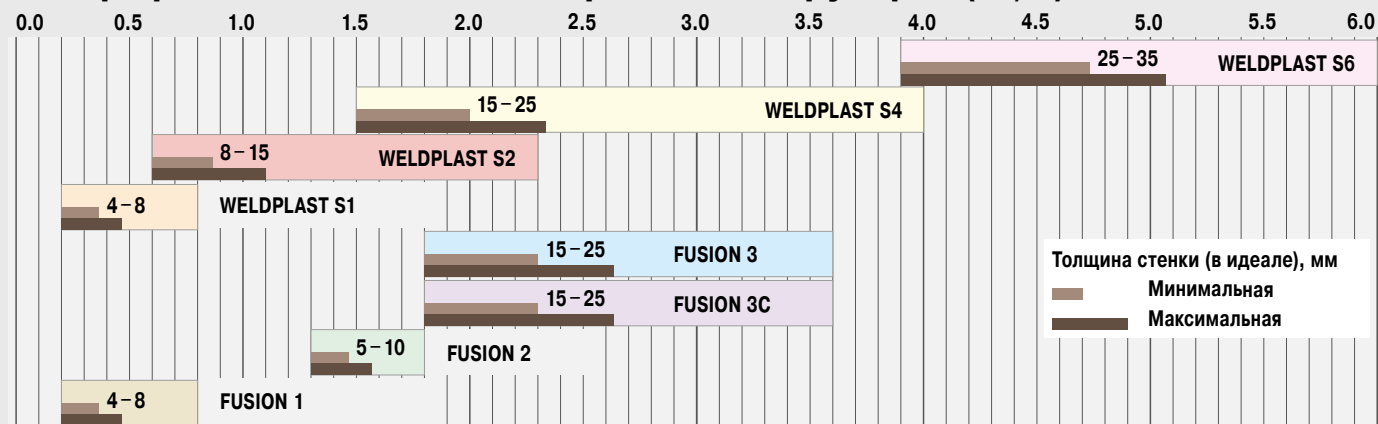 0.0 0.5 1.0 1.5 2.0 2.5 3.0 3.5 4.0 4.5 5.0 5.5 6.0
25–35 WELDPLAST S6
15–25 WELDPLAST S4
8–15 WELDPLAST S2
4–8 WELDPLAST S1
15–25 FUSION 3
Толщина стенки (в идеале), мм
Минимальная
Максимальная
15–25 FUSION 3C
5–10 FUSION 2
4–8 FUSION 1